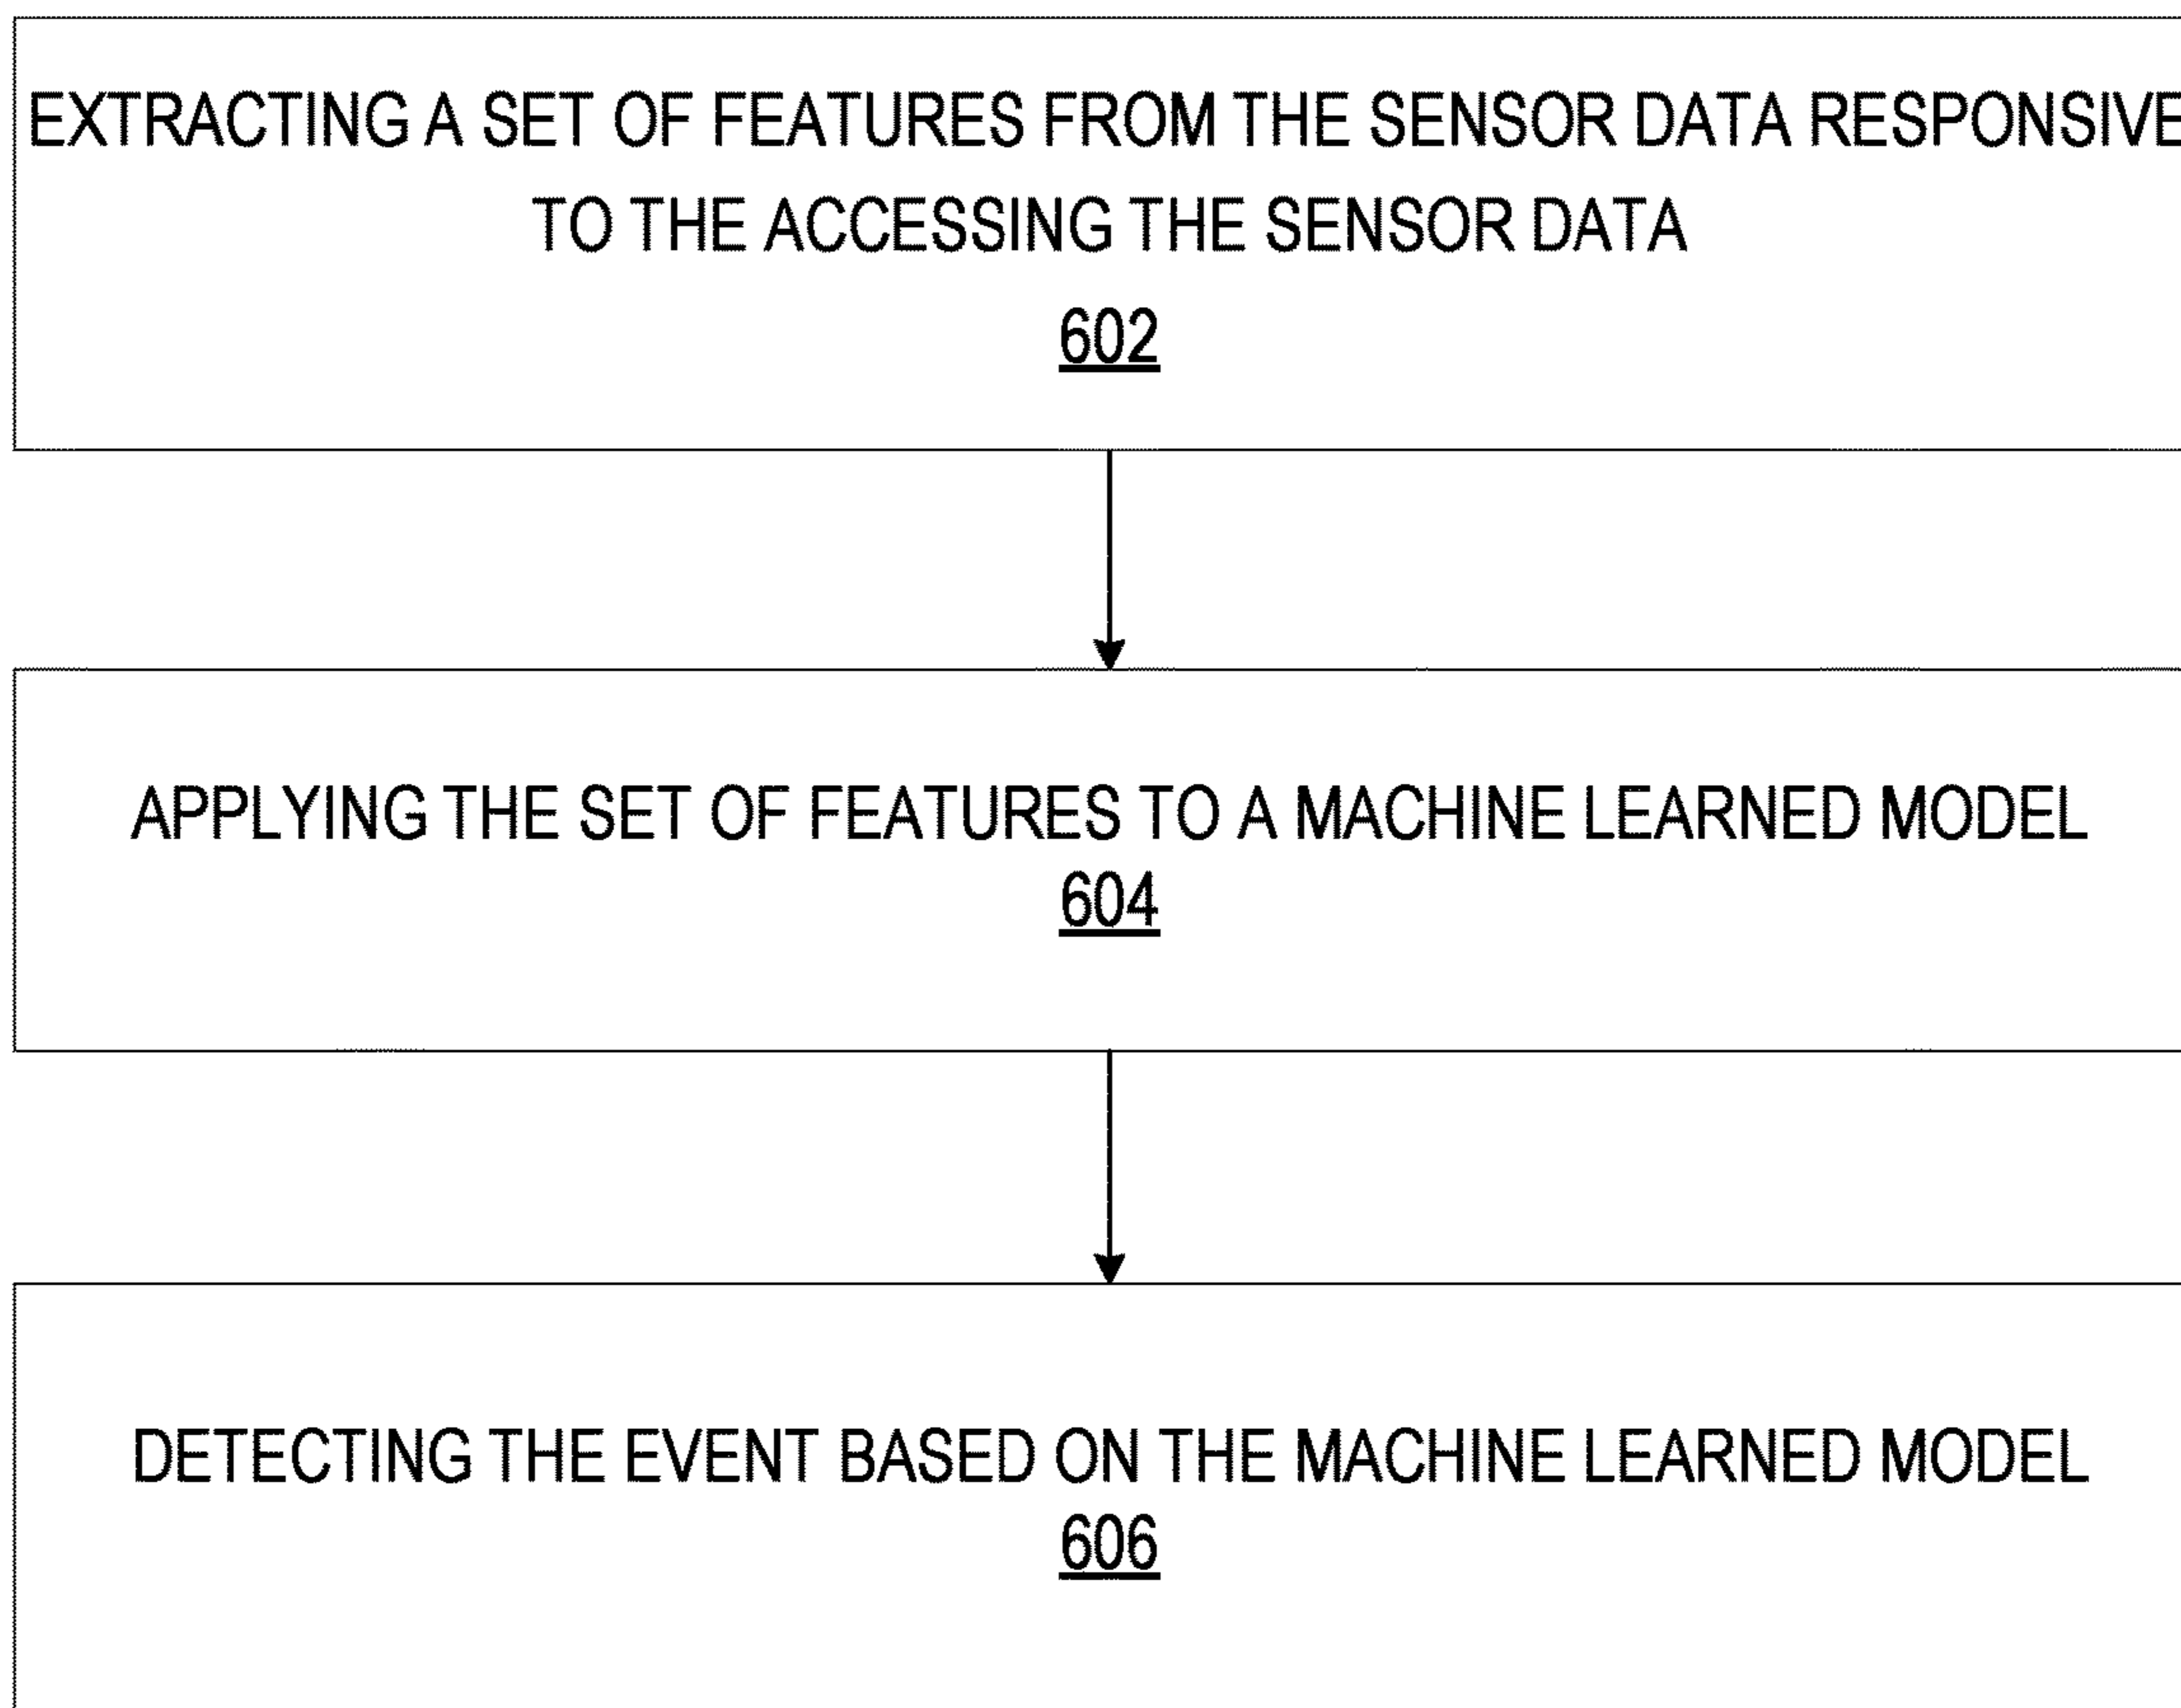 EXTRACTING A SET OF FEATURES FROM THE SENSOR DATA RESPONSIVE
TO THE ACCESSING THE SENSOR DATA
602
APPLYING THE SET OF FEATURES TO A MACHINE LEARNED MODEL
604
DETECTING THE EVENT BASED ON THE MACHINE LEARNED MODEL
606